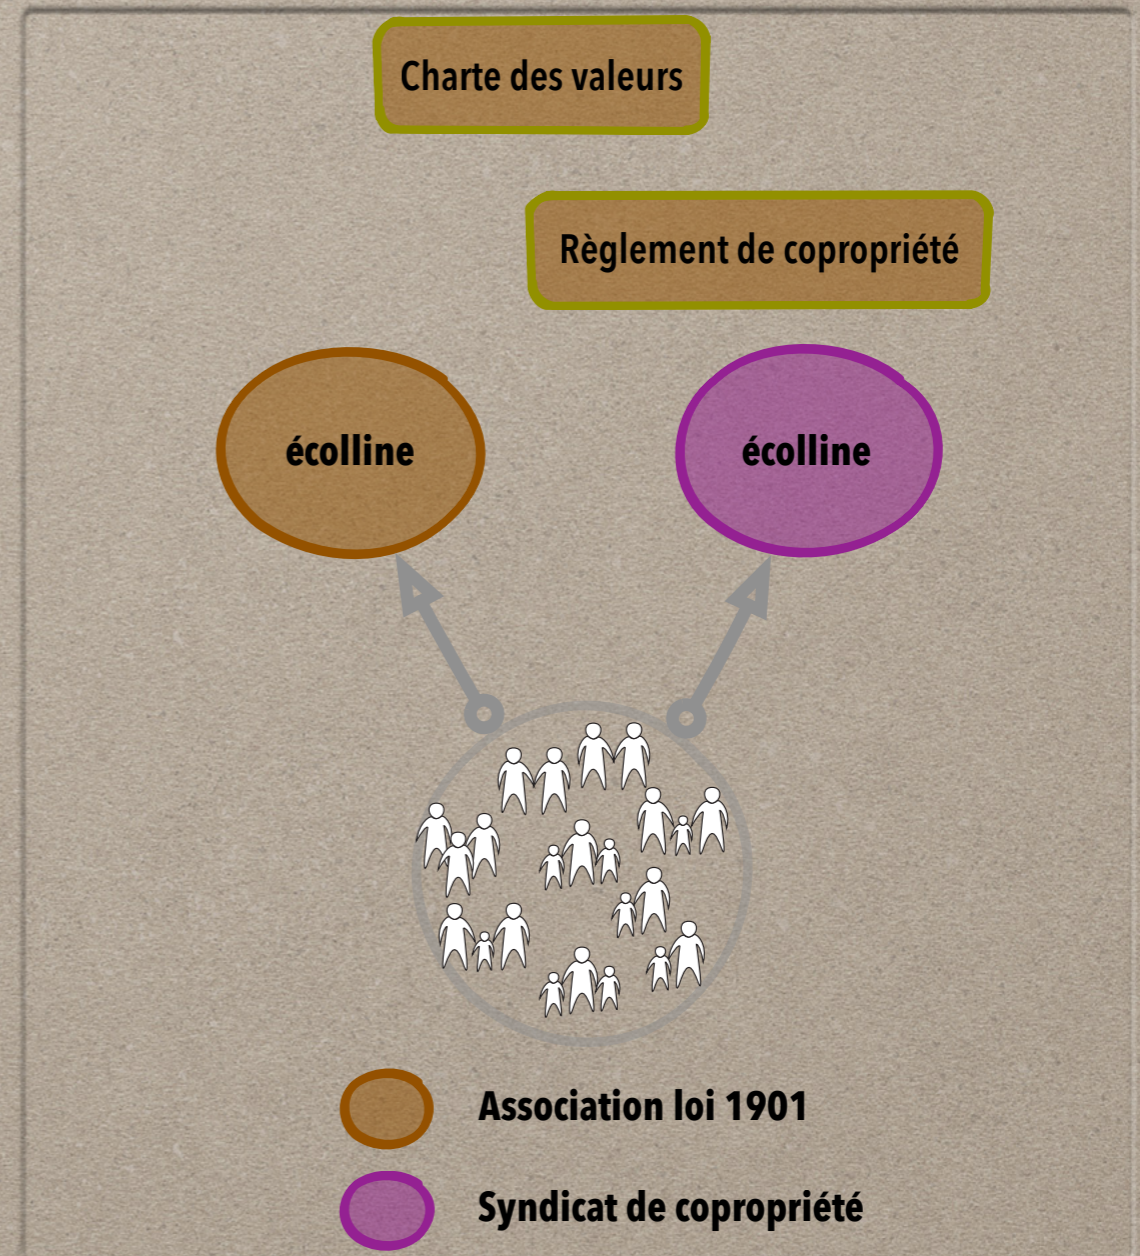 Charte des valeurs
Règlement de copropriété
écolline
écolline
Association loi 1901
Syndicat de copropriété